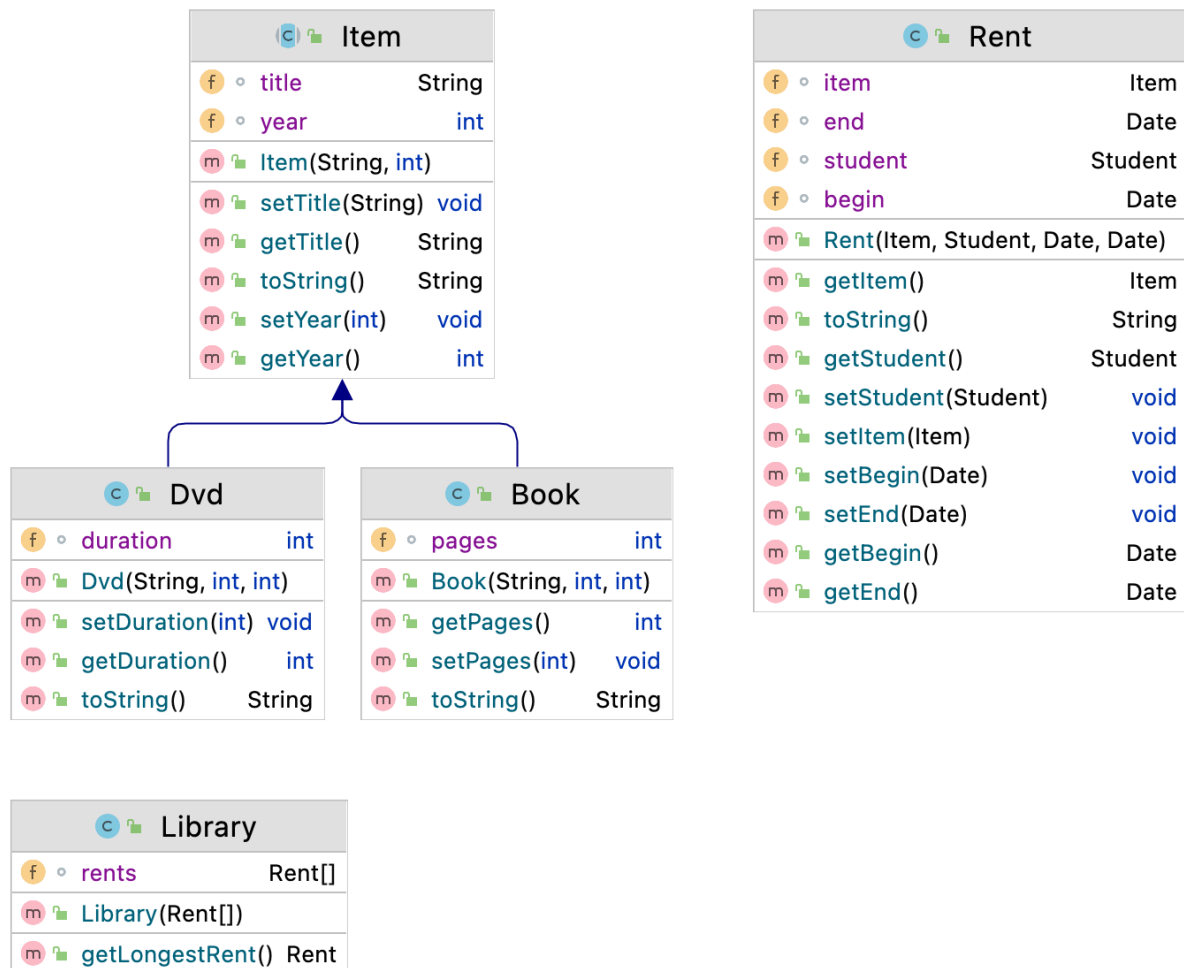 Item
title String
year int
Item(String, int)
setTitle(String) void
getTitle() String
toString() String
setYear(int) void
getYear() int
Rent
item Item
end Date
student Student
begin Date
Rent(Item, Student, Date, Date)
getItem() Item
toString() String
getStudent() Student
setStudent(Student) void
setItem(Item) void
setBegin(Date) void
setEnd(Date) void
getBegin() Date
getEnd() Date
Dvd
duration int
Dvd(String, int, int)
setDuration(int) void
getDuration() int
toString() String
Book
pages int
Book(String, int, int)
getPages() int
setPages(int) void
toString() String
Library
rents Rent[]
Library(Rent[])
getLongestRent() Rent